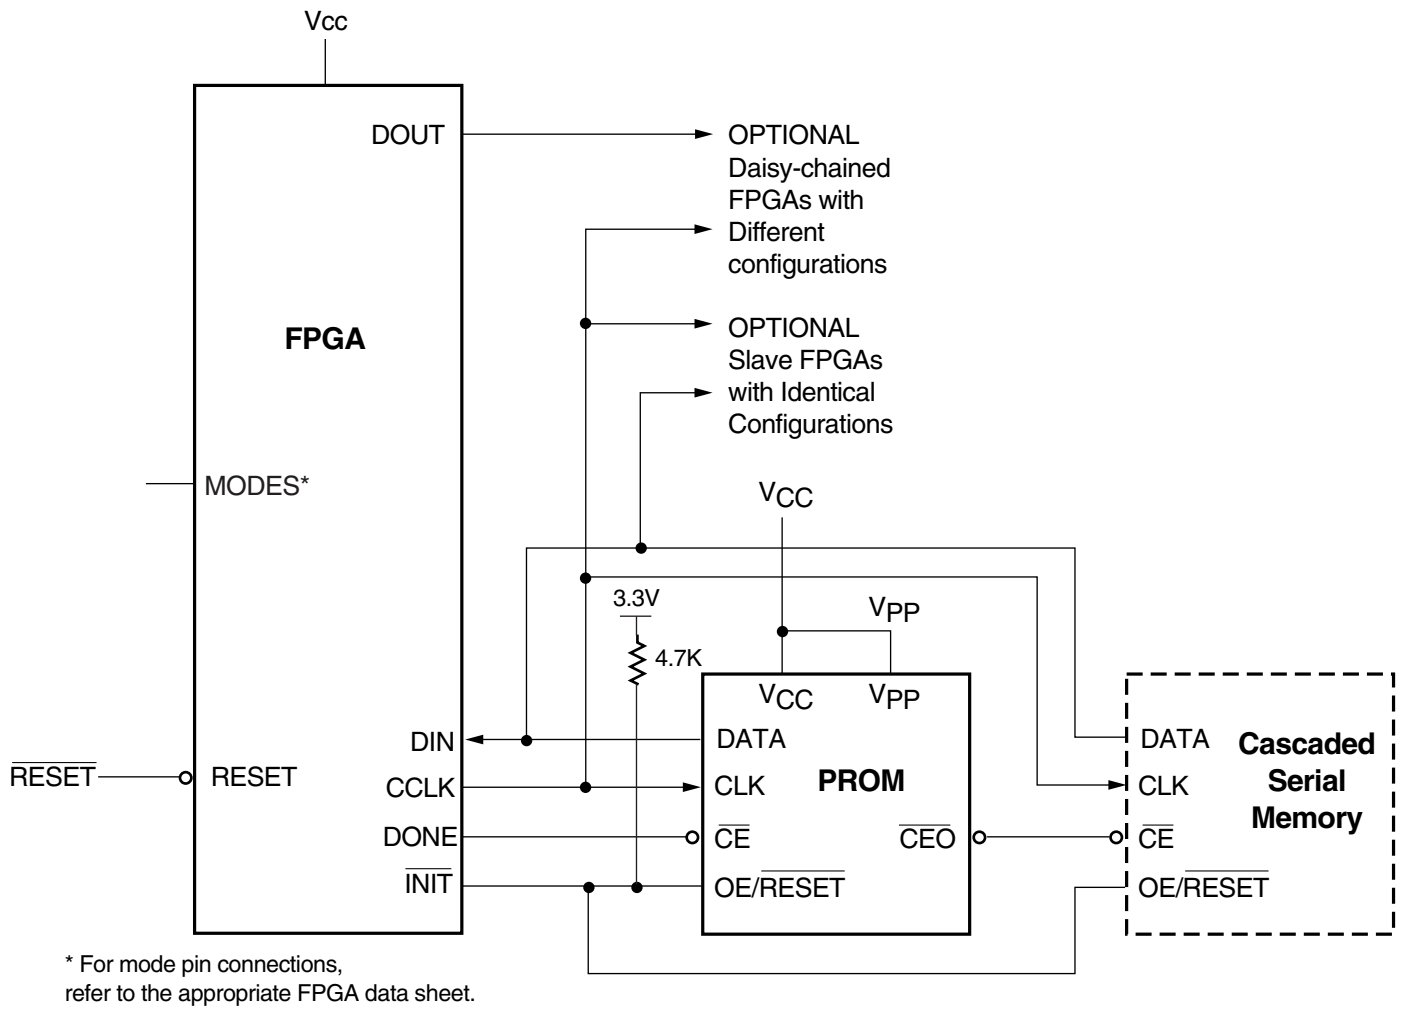 Vcc
DOUT
OPTIONAL
Daisy-chained
FPGAs with
Different
configurations
FPGA
OPTIONAL
Slave FPGAs
with Identical
Configurations
MODES*
VCC
3.3V
VPP
4.7K
VCC
VPP
DIN
DATA
DATA
Cascaded
Serial
Memory
RESET
RESET
CCLK
CLK
PROM
CLK
DONE
CE
CEO
CE
INIT
OE/RESET
OE/RESET
* For mode pin connections,
refer to the appropriate FPGA data sheet.